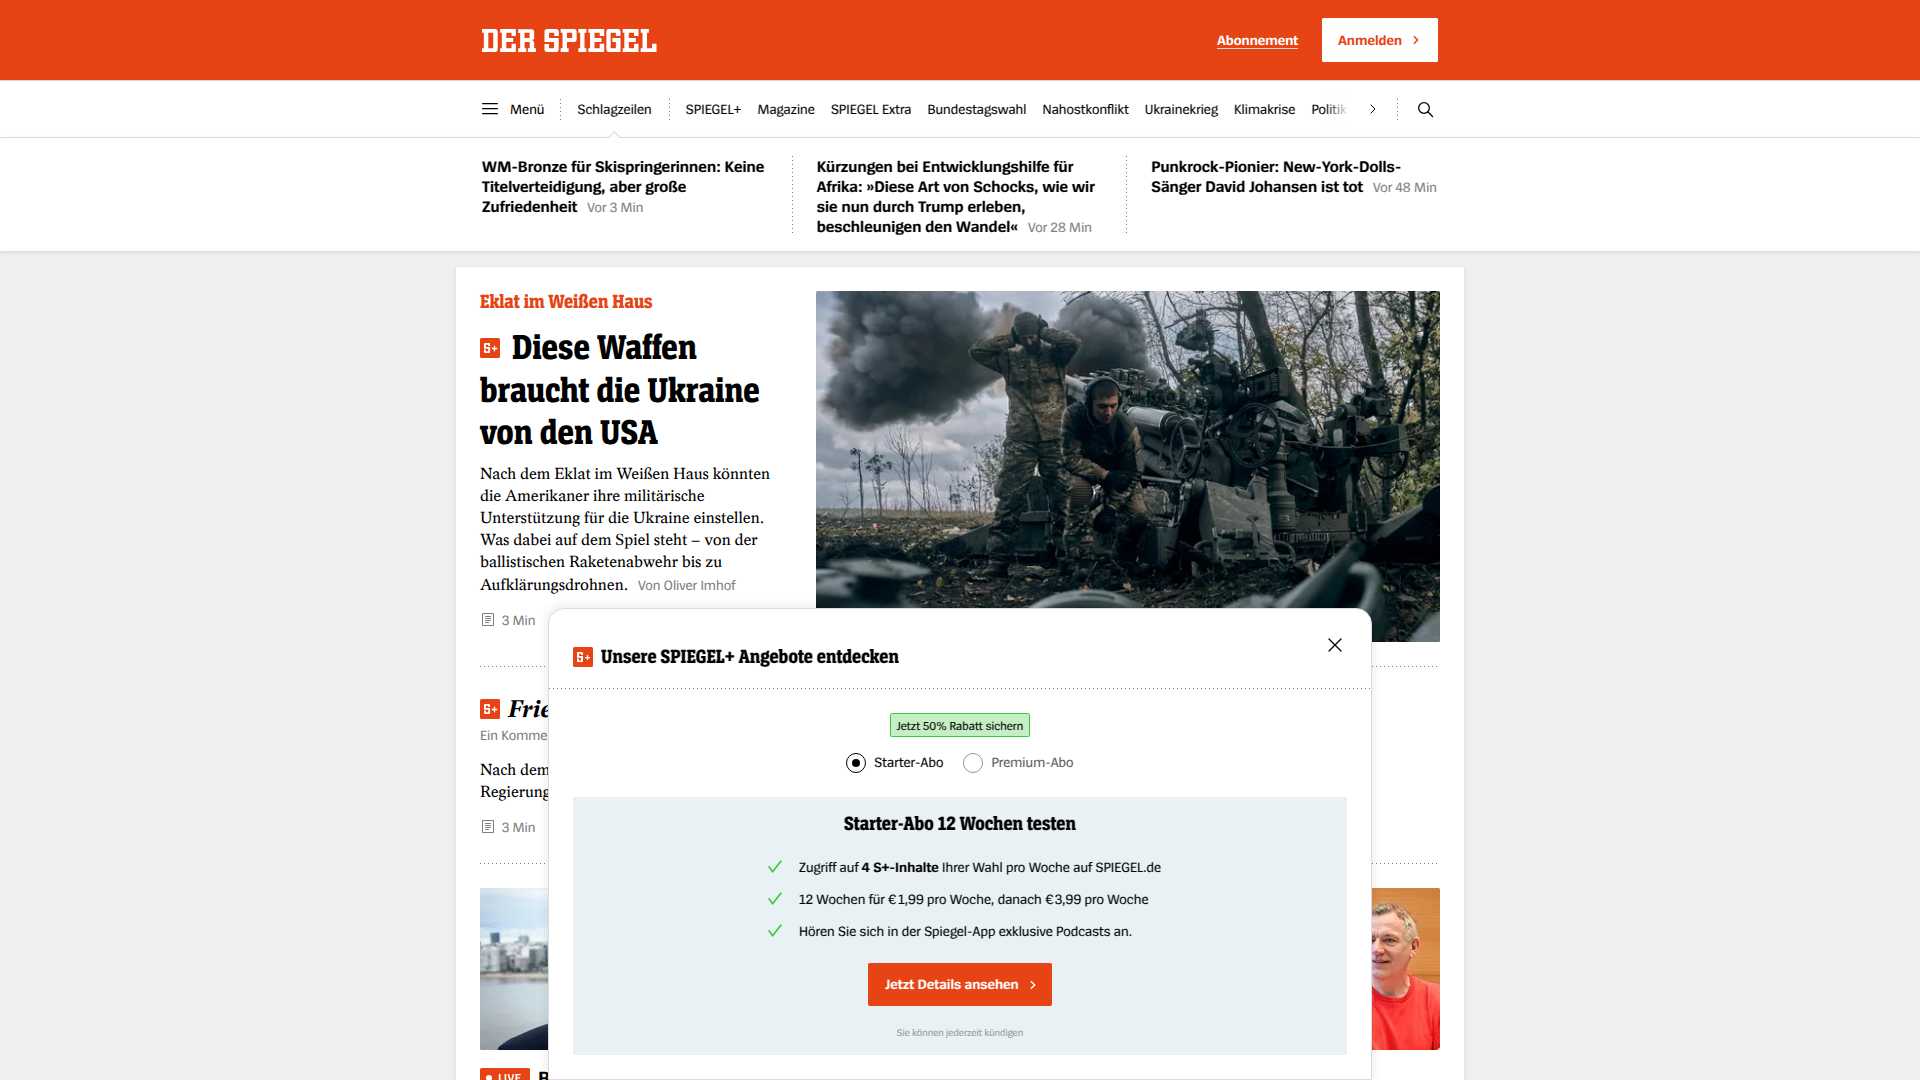 DER SPIEGEL
Abonnement
Anmelden
Menü
Schlagzeilen
SPIEGEL+
Magazine
SPIEGEL Extra
Bundestagswahl
Nahostkonflikt
Ukrainekrieg
Klimakrise
Politik
WM-Bronze für Skispringerinnen: Keine
Titelverteidigung, aber große
Zufriedenheit Vor 3 Min
Kürzungen bei Entwicklungshilfe für
Afrika: »Diese Art von Schocks, wie wir
sie nun durch Trump erleben,
beschleunigen den Wandel« Vor 28 Min
Punkrock-Pionier: New-York-Dolls-
Sänger David Johansen ist tot Vor 48 Min
Eklat im Weißen Haus
S+ Diese Waffen
braucht die Ukraine
von den USA
Nach dem Eklat im Weißen Haus könnten
die Amerikaner ihre militärische
Unterstützung für die Ukraine einstellen.
Was dabei auf dem Spiel steht – von der
ballistischen Raketenabwehr bis zu
Aufklärungsdrohnen. Von Oliver Imhof
3 Min
S+ Frie
Ein Komme
Nach dem
Regierung
3 Min
LIVE B
S+ Unsere SPIEGEL+ Angebote entdecken
Jetzt 50% Rabatt sichern
Starter-Abo
Premium-Abo
Starter-Abo 12 Wochen testen
Zugriff auf 4 S+-Inhalte Ihrer Wahl pro Woche auf SPIEGEL.de
12 Wochen für € 1,99 pro Woche, danach € 3,99 pro Woche
Hören Sie sich in der Spiegel-App exklusive Podcasts an.
Jetzt Details ansehen
Sie können jederzeit kündigen